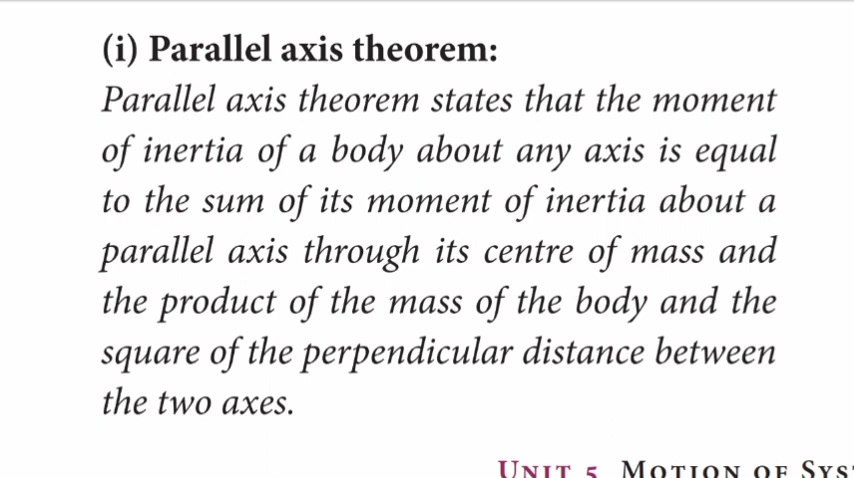 (i) Parallel axis theorem:
Parallel axis theorem states that the moment
of inertia of a body about any axis is equal
to the sum of its moment of inertia about a
parallel axis through its centre of mass and
the product of the mass of the body and the
square of the perpendicular distance between
the two axes.
UNIT 5 MOTION OF SYS